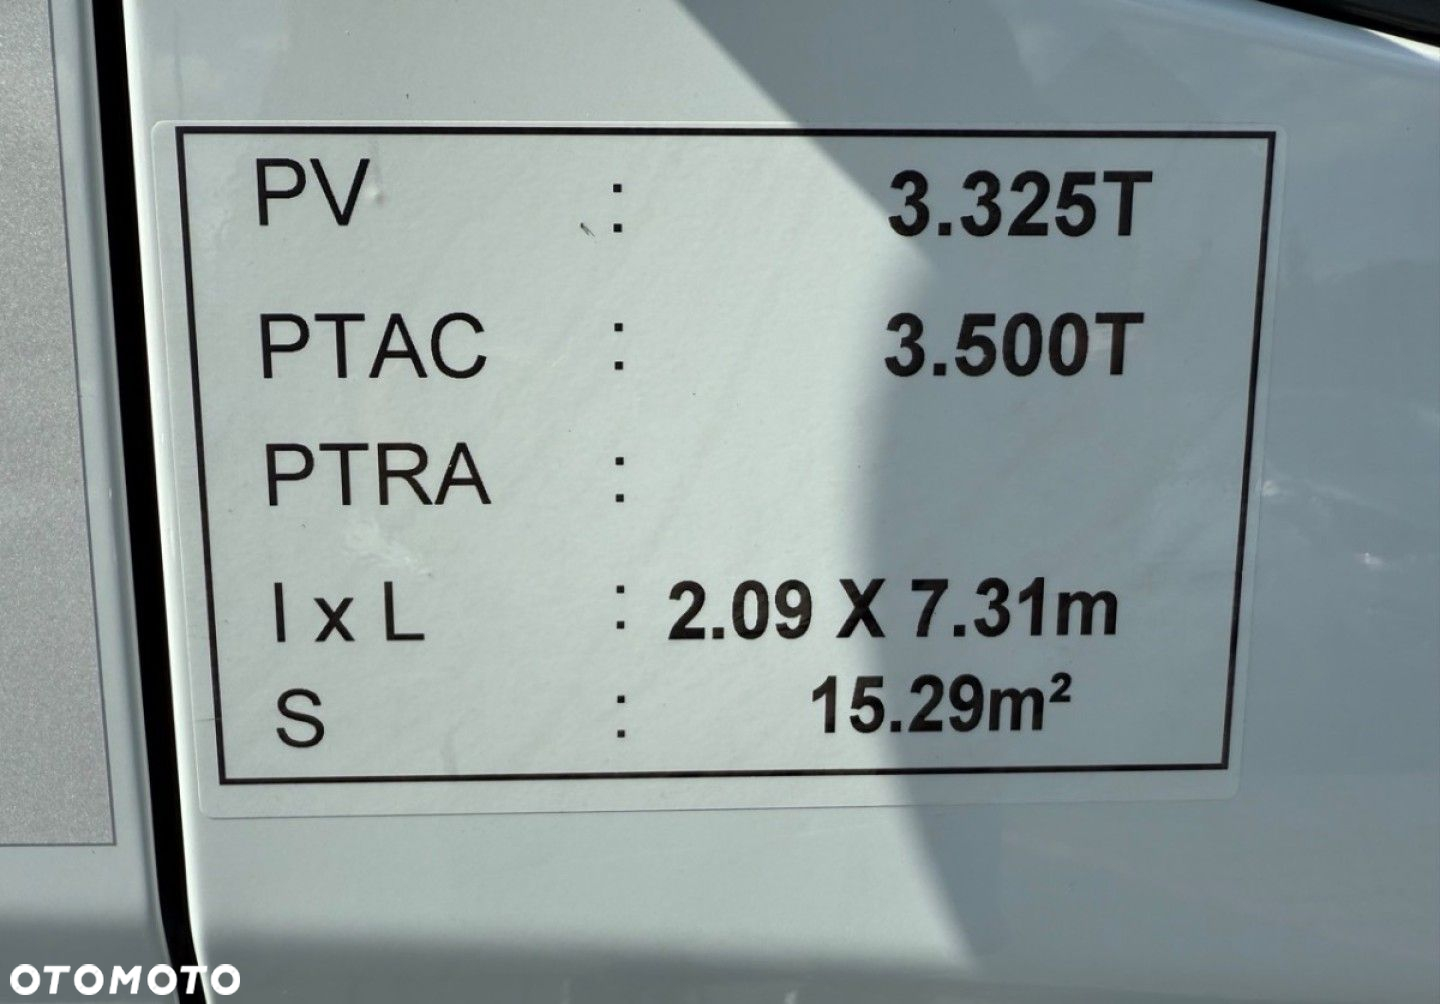 PV : 3.325T
PTAC : 3.500T
PTRA :
l x L : 2.09 X 7.31m
S : 15.29m²
OTOMOTO